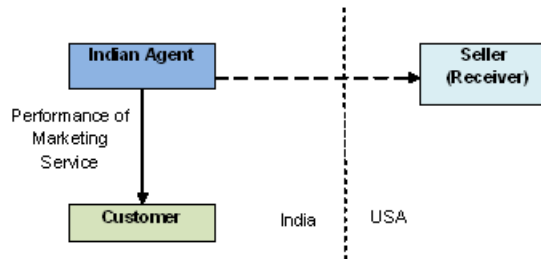 Indian Agent
Seller
(Receiver)
Performance of
Marketing
Service
Customer
India
USA